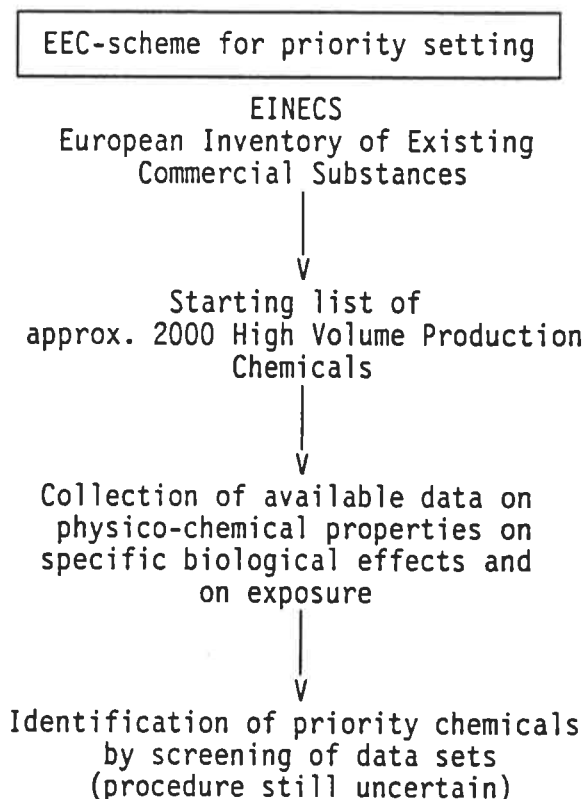 EEC-scheme for priority setting
EINECS
European Inventory of Existing
Commercial Substances
Starting list of
approx. 2000 High Volume Production
Chemicals
Collection of available data on
physico-chemical properties on
specific biological effects and
on exposure
Identification of priority chemicals
by screening of data sets
(procedure still uncertain)